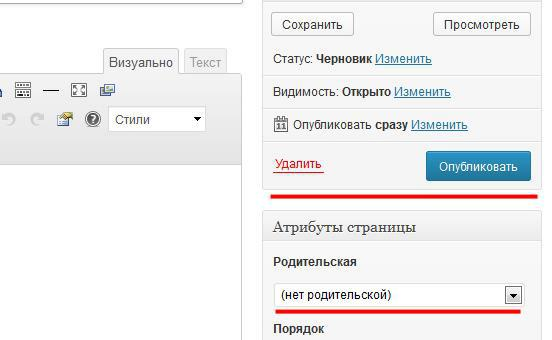 Сохранить Просмотреть
Визуально Текст
Статус: Черновик Изменить
Видимость: Открыто Изменить
Стили
11 Опубликовать сразу Изменить
Удалить Опубликовать
Атрибуты страницы
Родительская
(нет родительской)
Порядок